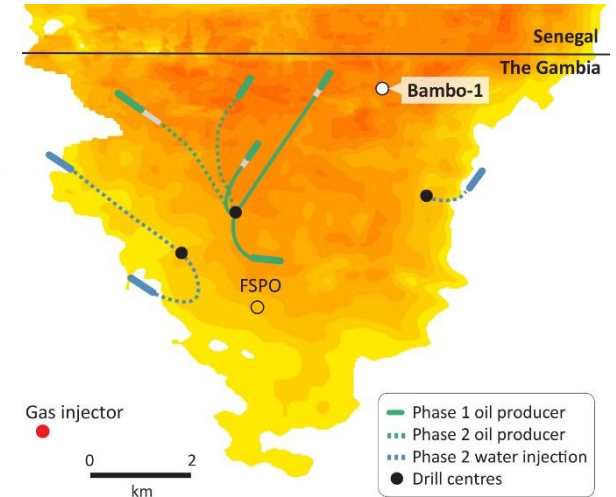 Senegal
The Gambia
Bambo-1
FSPO
Gas injector
0 2
km
Phase 1 oil producer
Phase 2 oil producer
Phase 2 water injection
Drill centres